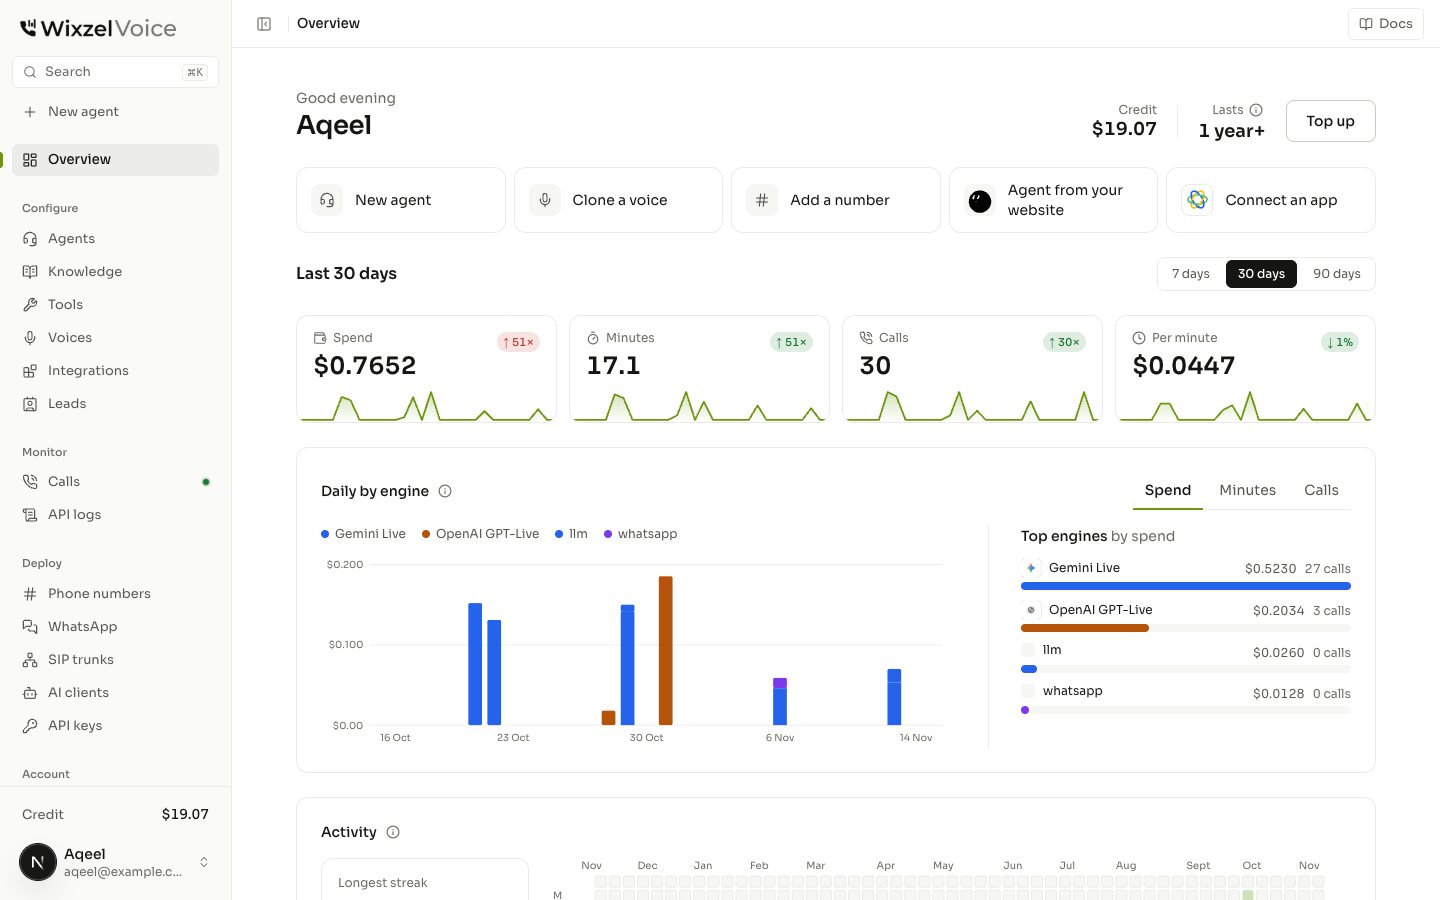 WixzelVoice
Search
⌘K
New agent
Overview
Configure
Agents
Knowledge
Tools
Voices
Integrations
Leads
Monitor
Calls
API logs
Deploy
Phone numbers
WhatsApp
SIP trunks
AI clients
API keys
Account
Credit $19.07
N
Aqeel
aqeel@example.c...
Overview
Docs
Good evening
Aqeel
Credit
$19.07
Lasts
1 year+
Top up
New agent
Clone a voice
Add a number
Agent from your
website
Connect an app
Last 30 days
7 days
30 days
90 days
Spend
↑ 51×
$0.7652
Minutes
↑ 51×
17.1
Calls
↑ 30×
30
Per minute
↓ 1%
$0.0447
Daily by engine
Spend
Minutes
Calls
Gemini Live
OpenAI GPT-Live
llm
whatsapp
$0.200
$0.100
$0.00
16 Oct
23 Oct
30 Oct
6 Nov
14 Nov
Top engines by spend
Gemini Live $0.5230 27 calls
OpenAI GPT-Live $0.2034 3 calls
llm $0.0260 0 calls
whatsapp $0.0128 0 calls
Activity
Longest streak
Nov Dec Jan Feb Mar Apr May Jun Jul Aug Sept Oct Nov
M